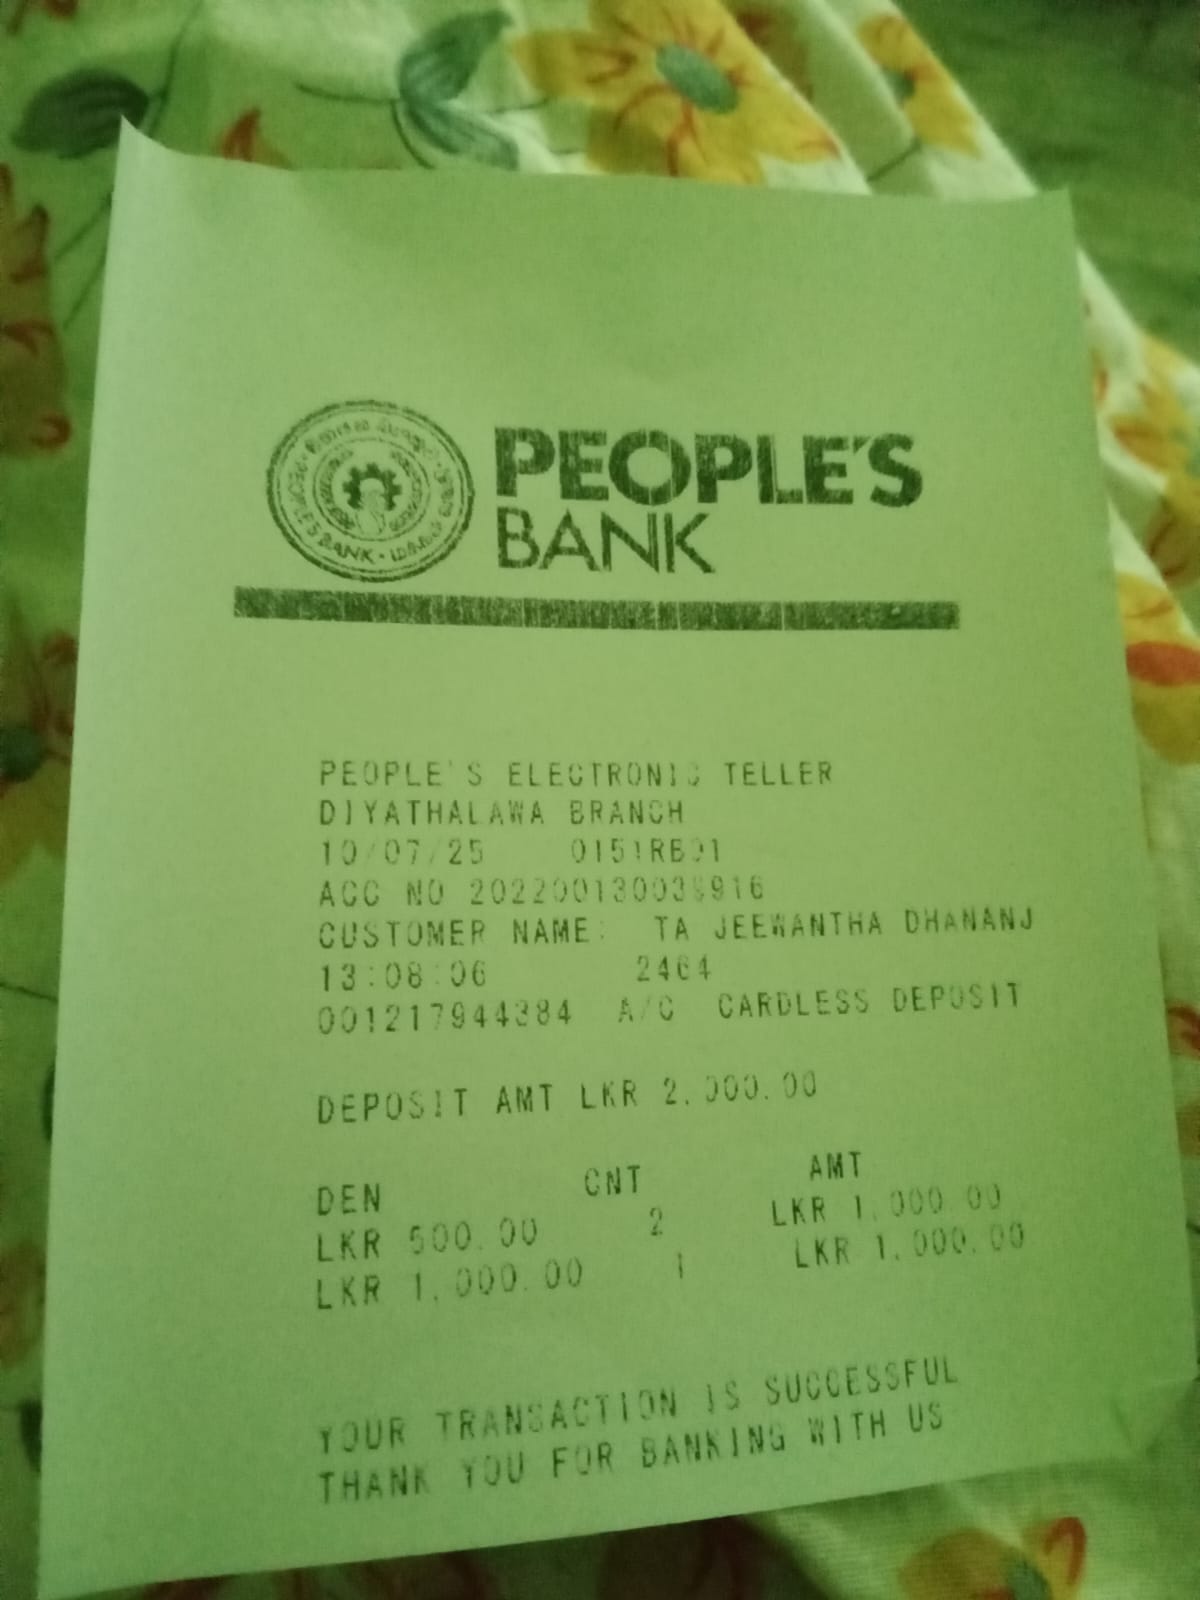 PEOPLE'S
BANK
PEOPLE'S BANK
PEOPLE'S ELECTRONIC TELLER
DIYATHALAWA BRANCH
10/07/25 0151RB01
ACC NO
CUSTOMER NAME: TA JEEWANTHA DHANANJ
13:08:06 2464
001217944384 A/C CARDLESS DEPOSIT
DEPOSIT AMT LKR 2,000.00
DEN CNT AMT
LKR 500.00 2 LKR 1,000.00
LKR 1,000.00 1 LKR 1,000.00
YOUR TRANSACTION IS SUCCESSFUL
THANK YOU FOR BANKING WITH US